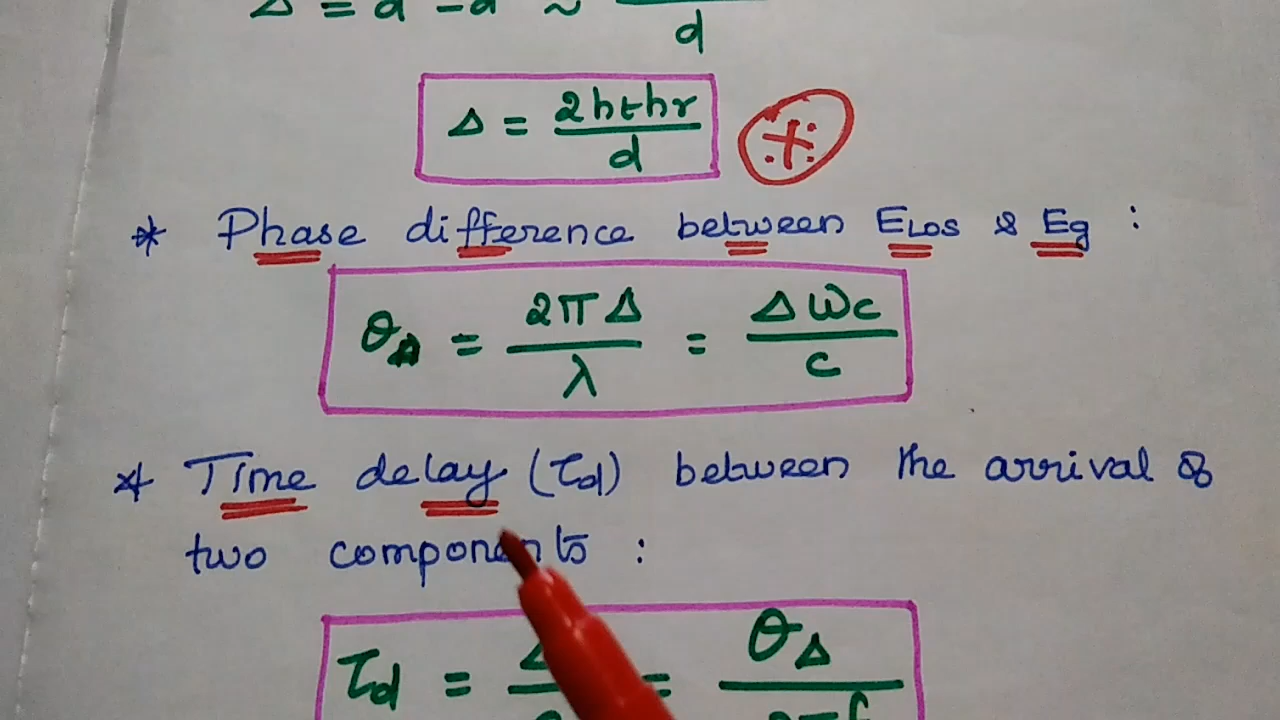 Δ = d" - d' ≈
d
Δ = 2hthr / d
* Phase difference between ELOS & Eg :
θΔ = 2πΔ / λ = Δ ωc / c
* Time delay (τd) between the arrival of
two components :
τd = Δ = θΔ